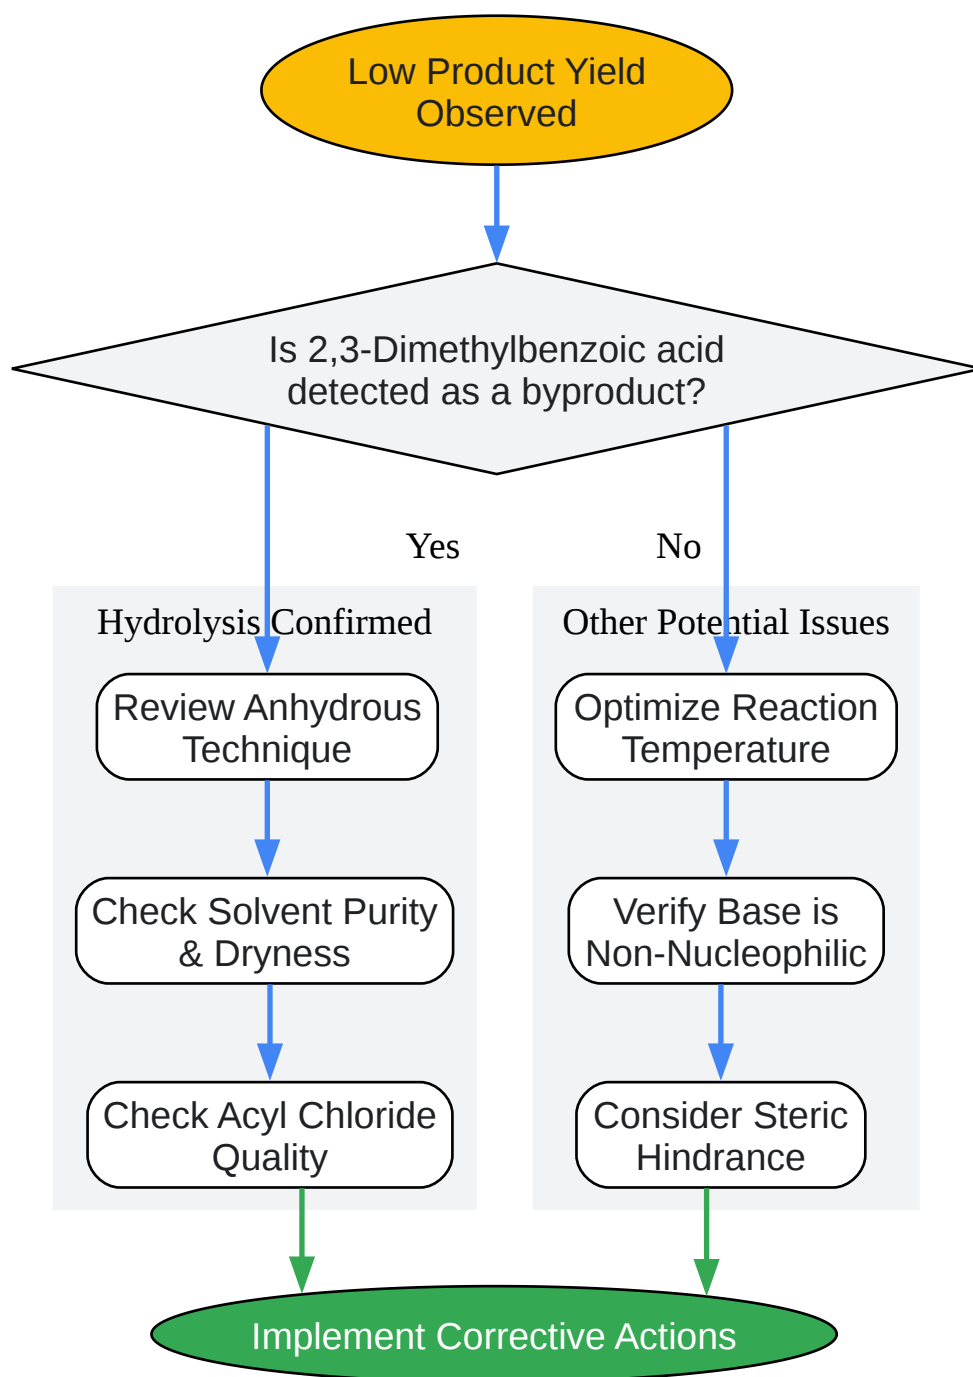 Low Product Yield
Observed
Is 2,3-Dimethylbenzoic acid
detected as a byproduct?
Yes
No
Hydrolysis Confirmed
Other Potential Issues
Review Anhydrous
Technique
Optimize Reaction
Temperature
Check Solvent Purity
& Dryness
Verify Base is
Non-Nucleophilic
Check Acyl Chloride
Quality
Consider Steric
Hindrance
Implement Corrective Actions